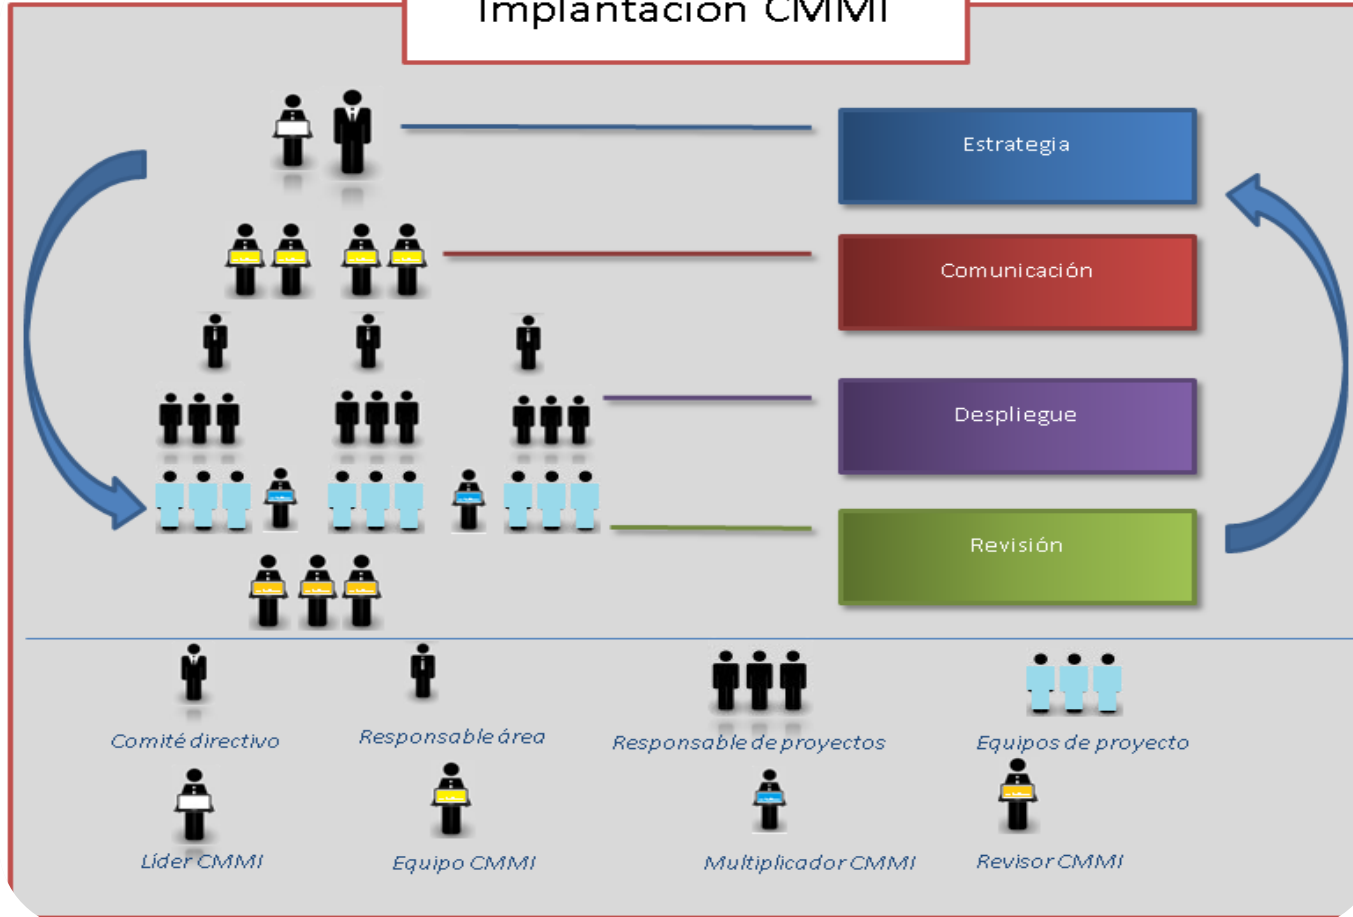 Implantación CMMI
Estrategia
Comunicación
Despliegue
Revisión
Comité directivo
Responsable área
Responsable de proyectos
Equipos de proyecto
Líder CMMI
Equipo CMMI
Multiplicador CMMI
Revisor CMMI